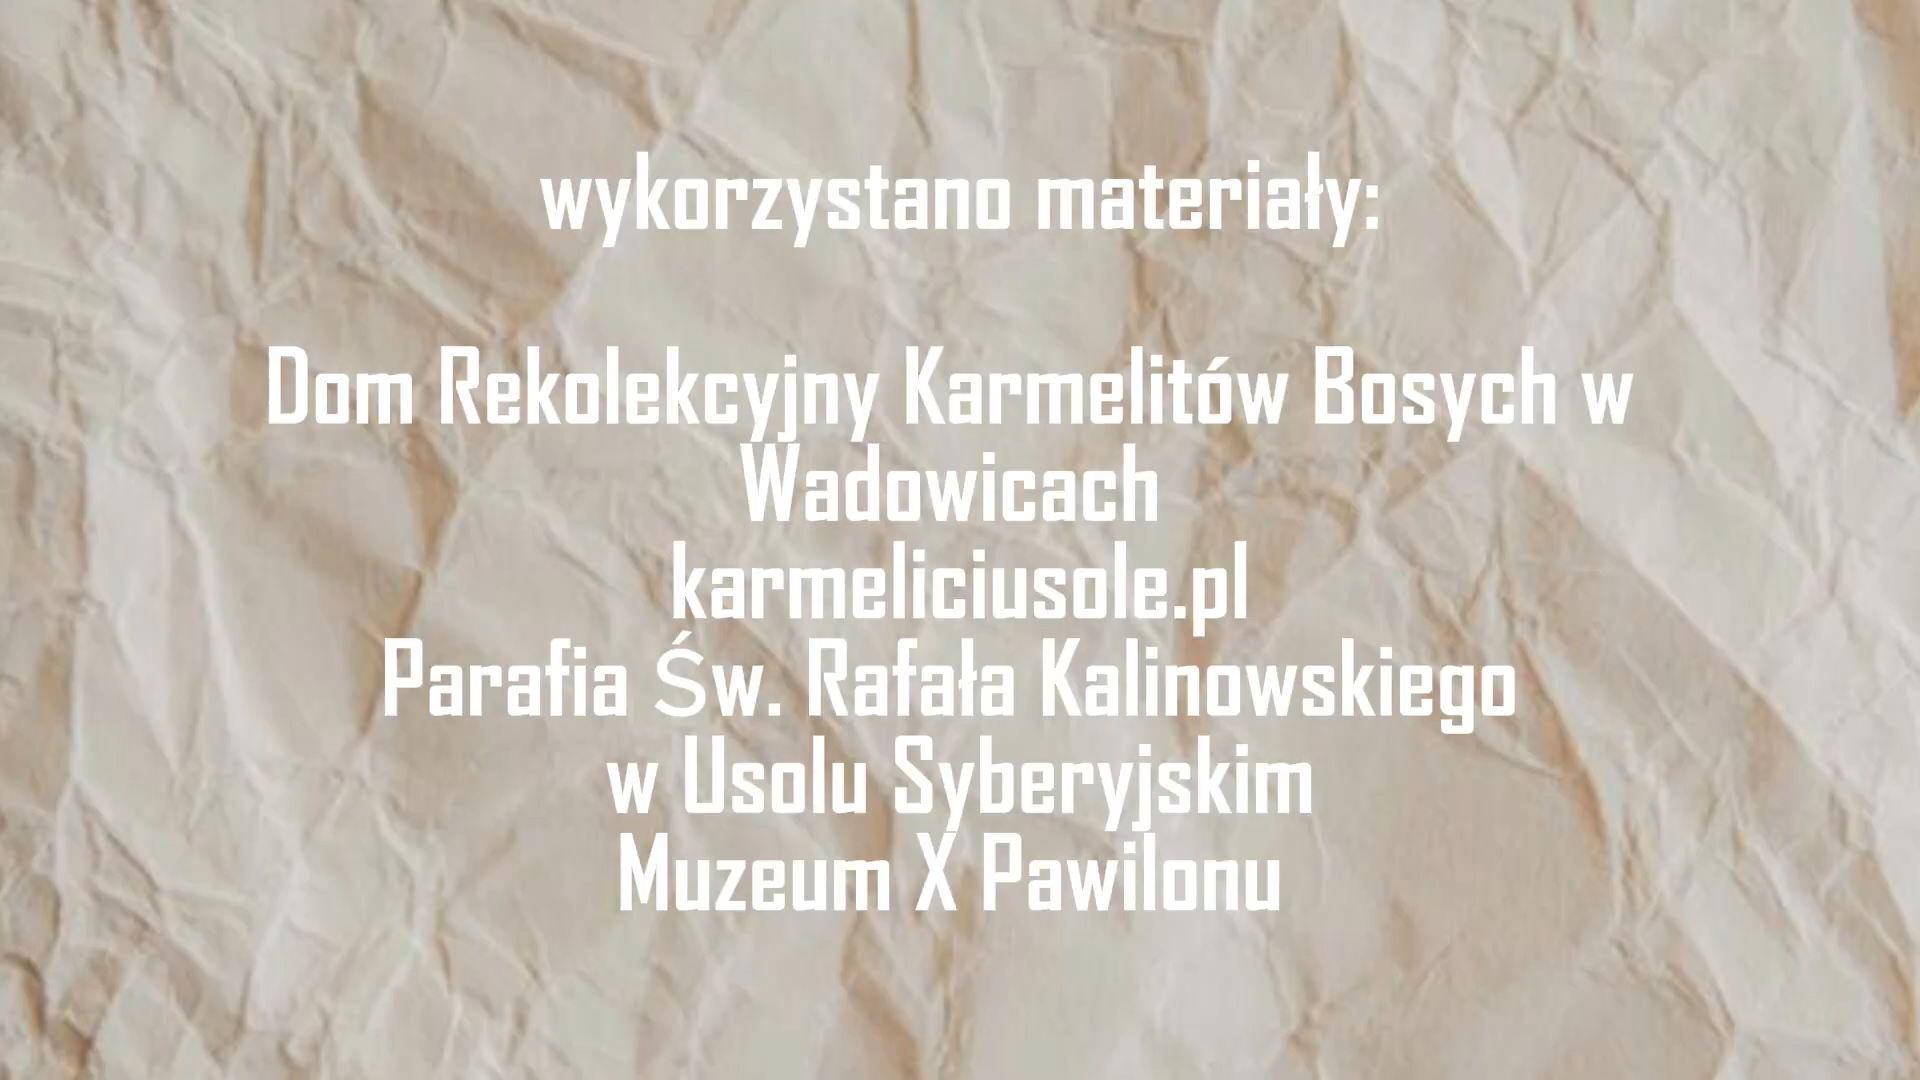 wykorzystano materiały:
Dom Rekolekcyjny Karmelitów Bosych w
Wadowicach
karmeliciusole.pl
Parafia Św. Rafała Kalinowskiego
w Usolu Syberyjskim
Muzeum X Pawilonu